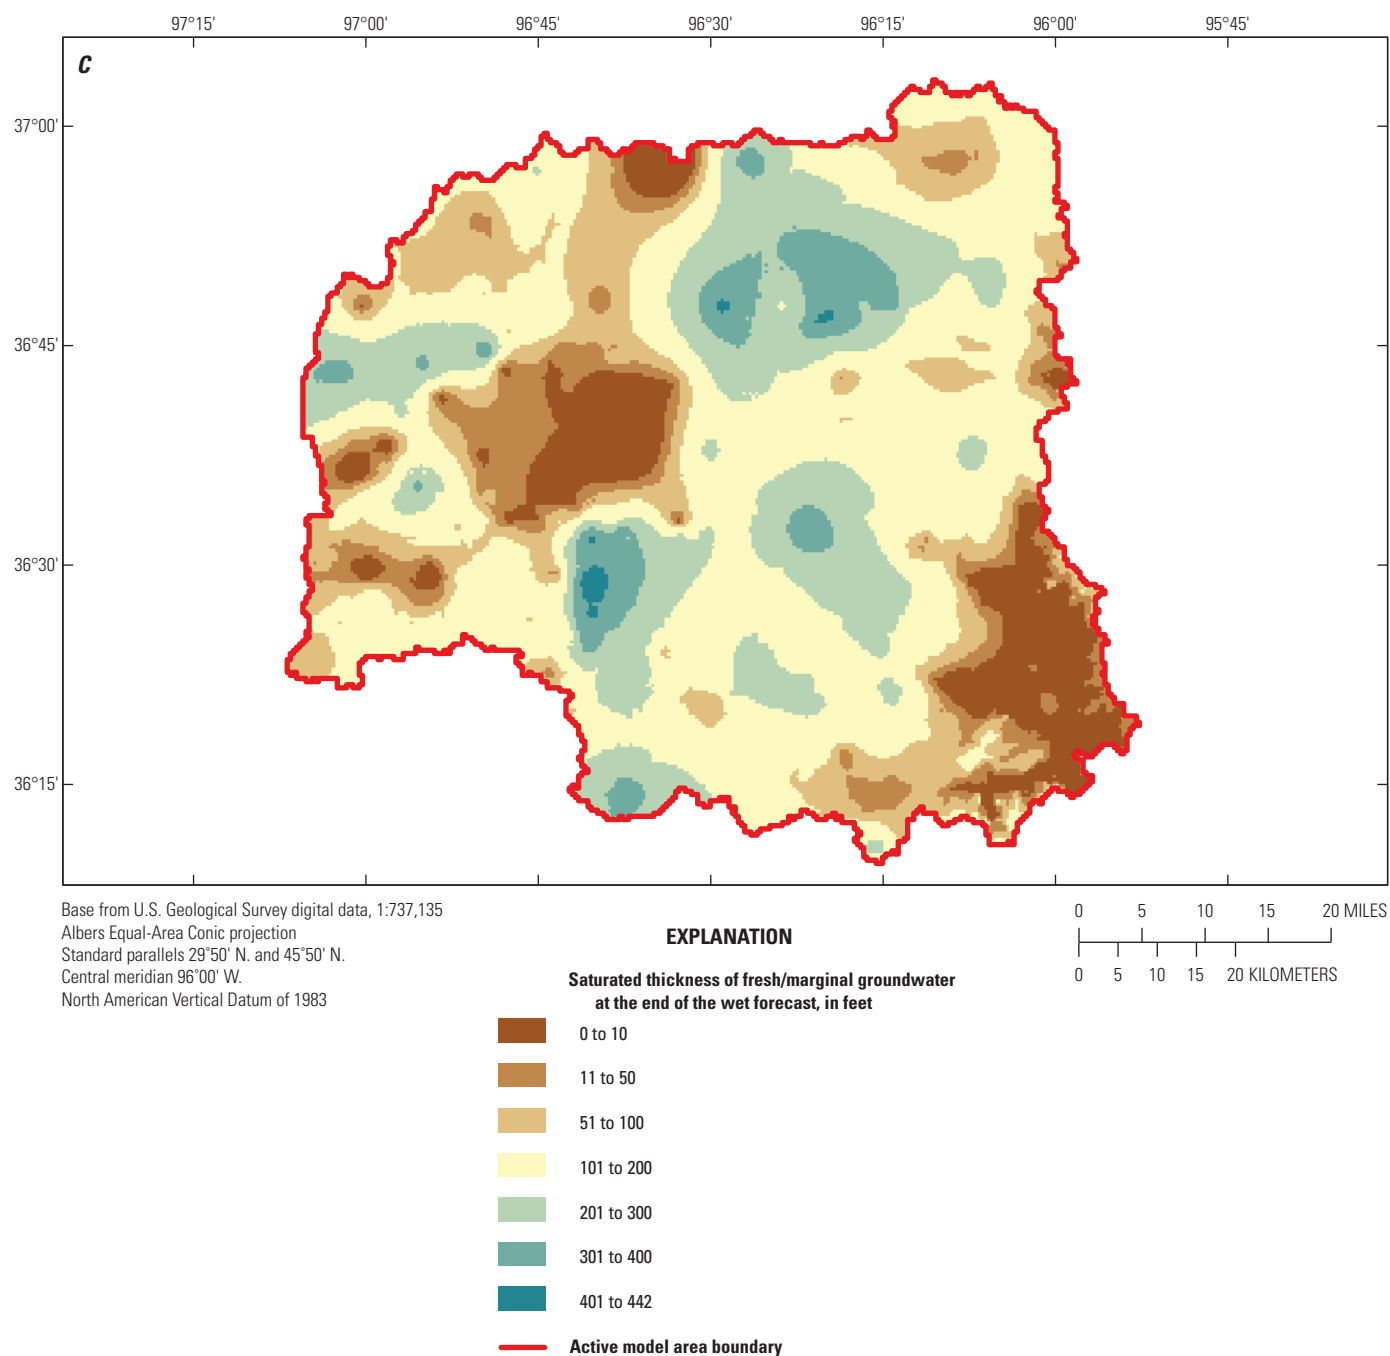 97°15' 97°00' 96°45' 96°30' 96°15' 96°00' 95°45'
C
37°00'
36°45'
36°30'
36°15'
Base from U.S. Geological Survey digital data, 1:737,135
Albers Equal-Area Conic projection
Standard parallels 29°50' N. and 45°50' N.
Central meridian 96°00' W.
North American Vertical Datum of 1983
0 5 10 15 20 MILES
0 5 10 15 20 KILOMETERS
EXPLANATION
Saturated thickness of fresh/marginal groundwater
at the end of the wet forecast, in feet
0 to 10
11 to 50
51 to 100
101 to 200
201 to 300
301 to 400
401 to 442
Active model area boundary